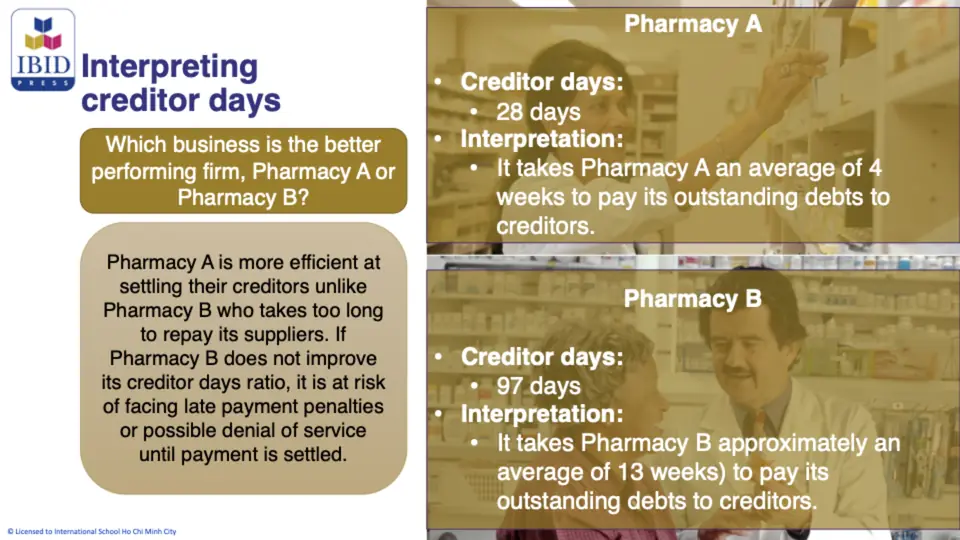 IBID
PRESS
Interpreting
creditor days
Which business is the better
performing firm, Pharmacy A or
Pharmacy B?
Pharmacy A is more efficient at
settling their creditors unlike
Pharmacy B who takes too long
to repay its suppliers. If
Pharmacy B does not improve
its creditor days ratio, it is at risk
of facing late payment penalties
or possible denial of service
until payment is settled.
Pharmacy A
• Creditor days:
• 28 days
• Interpretation:
• It takes Pharmacy A an average of 4
weeks to pay its outstanding debts to
creditors.
Pharmacy B
• Creditor days:
• 97 days
• Interpretation:
• It takes Pharmacy B approximately an
average of 13 weeks) to pay its
outstanding debts to creditors.
© Licensed to International School Ho Chi Minh City